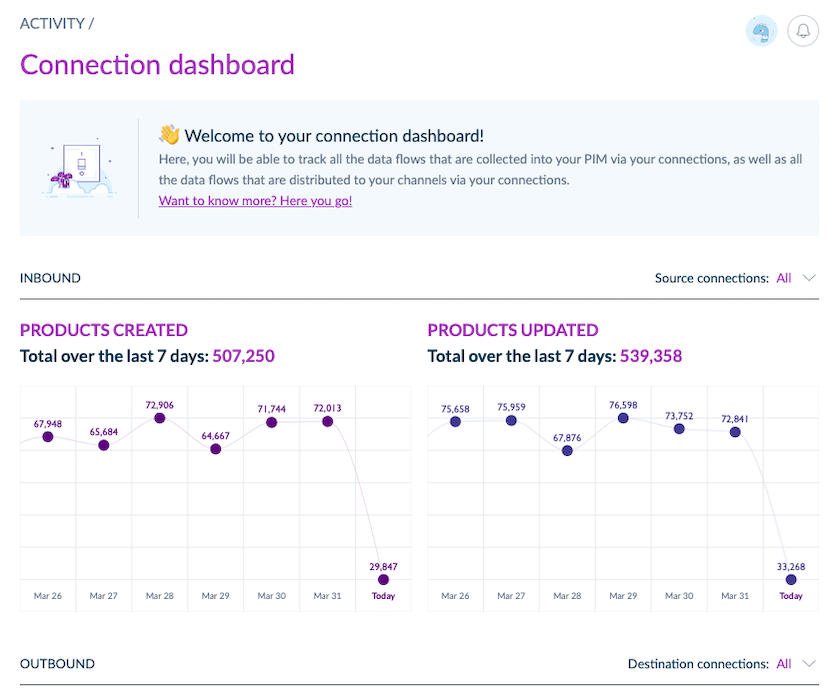 ACTIVITY /
Connection dashboard
👋 Welcome to your connection dashboard!
Here, you will be able to track all the data flows that are collected into your PIM via your connections, as well as all
the data flows that are distributed to your channels via your connections.
Want to know more? Here you go!
INBOUND
Source connections: All
PRODUCTS CREATED
Total over the last 7 days: 507,250
67,948
65,684
72,906
64,667
71,744
72,013
29,847
Mar 26
Mar 27
Mar 28
Mar 29
Mar 30
Mar 31
Today
PRODUCTS UPDATED
Total over the last 7 days: 539,358
75,658
75,959
67,876
76,598
73,752
72,841
33,268
Mar 26
Mar 27
Mar 28
Mar 29
Mar 30
Mar 31
Today
OUTBOUND
Destination connections: All